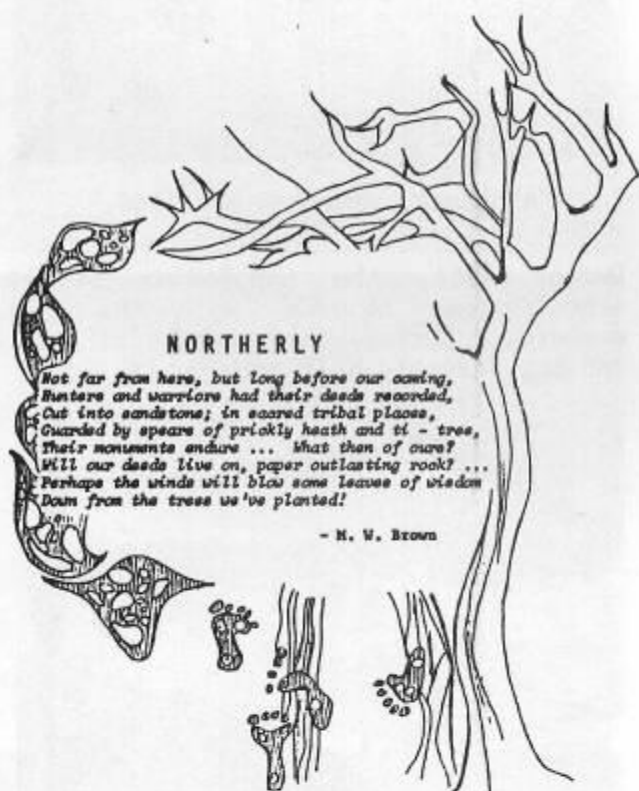 NORTHERLY
Not far from here, but long before our coming,
Hunters and warriors had their deeds recorded,
Cut into sandstone; in sacred tribal places,
Guarded by spears of prickly heath and ti - tree,
Their monuments endure ... What then of ours?
Will our deeds live on, paper outlasting rock? ...
Perhaps the winds will blow some leaves of wisdom
Down from the trees we've planted!
- M. W. Brown